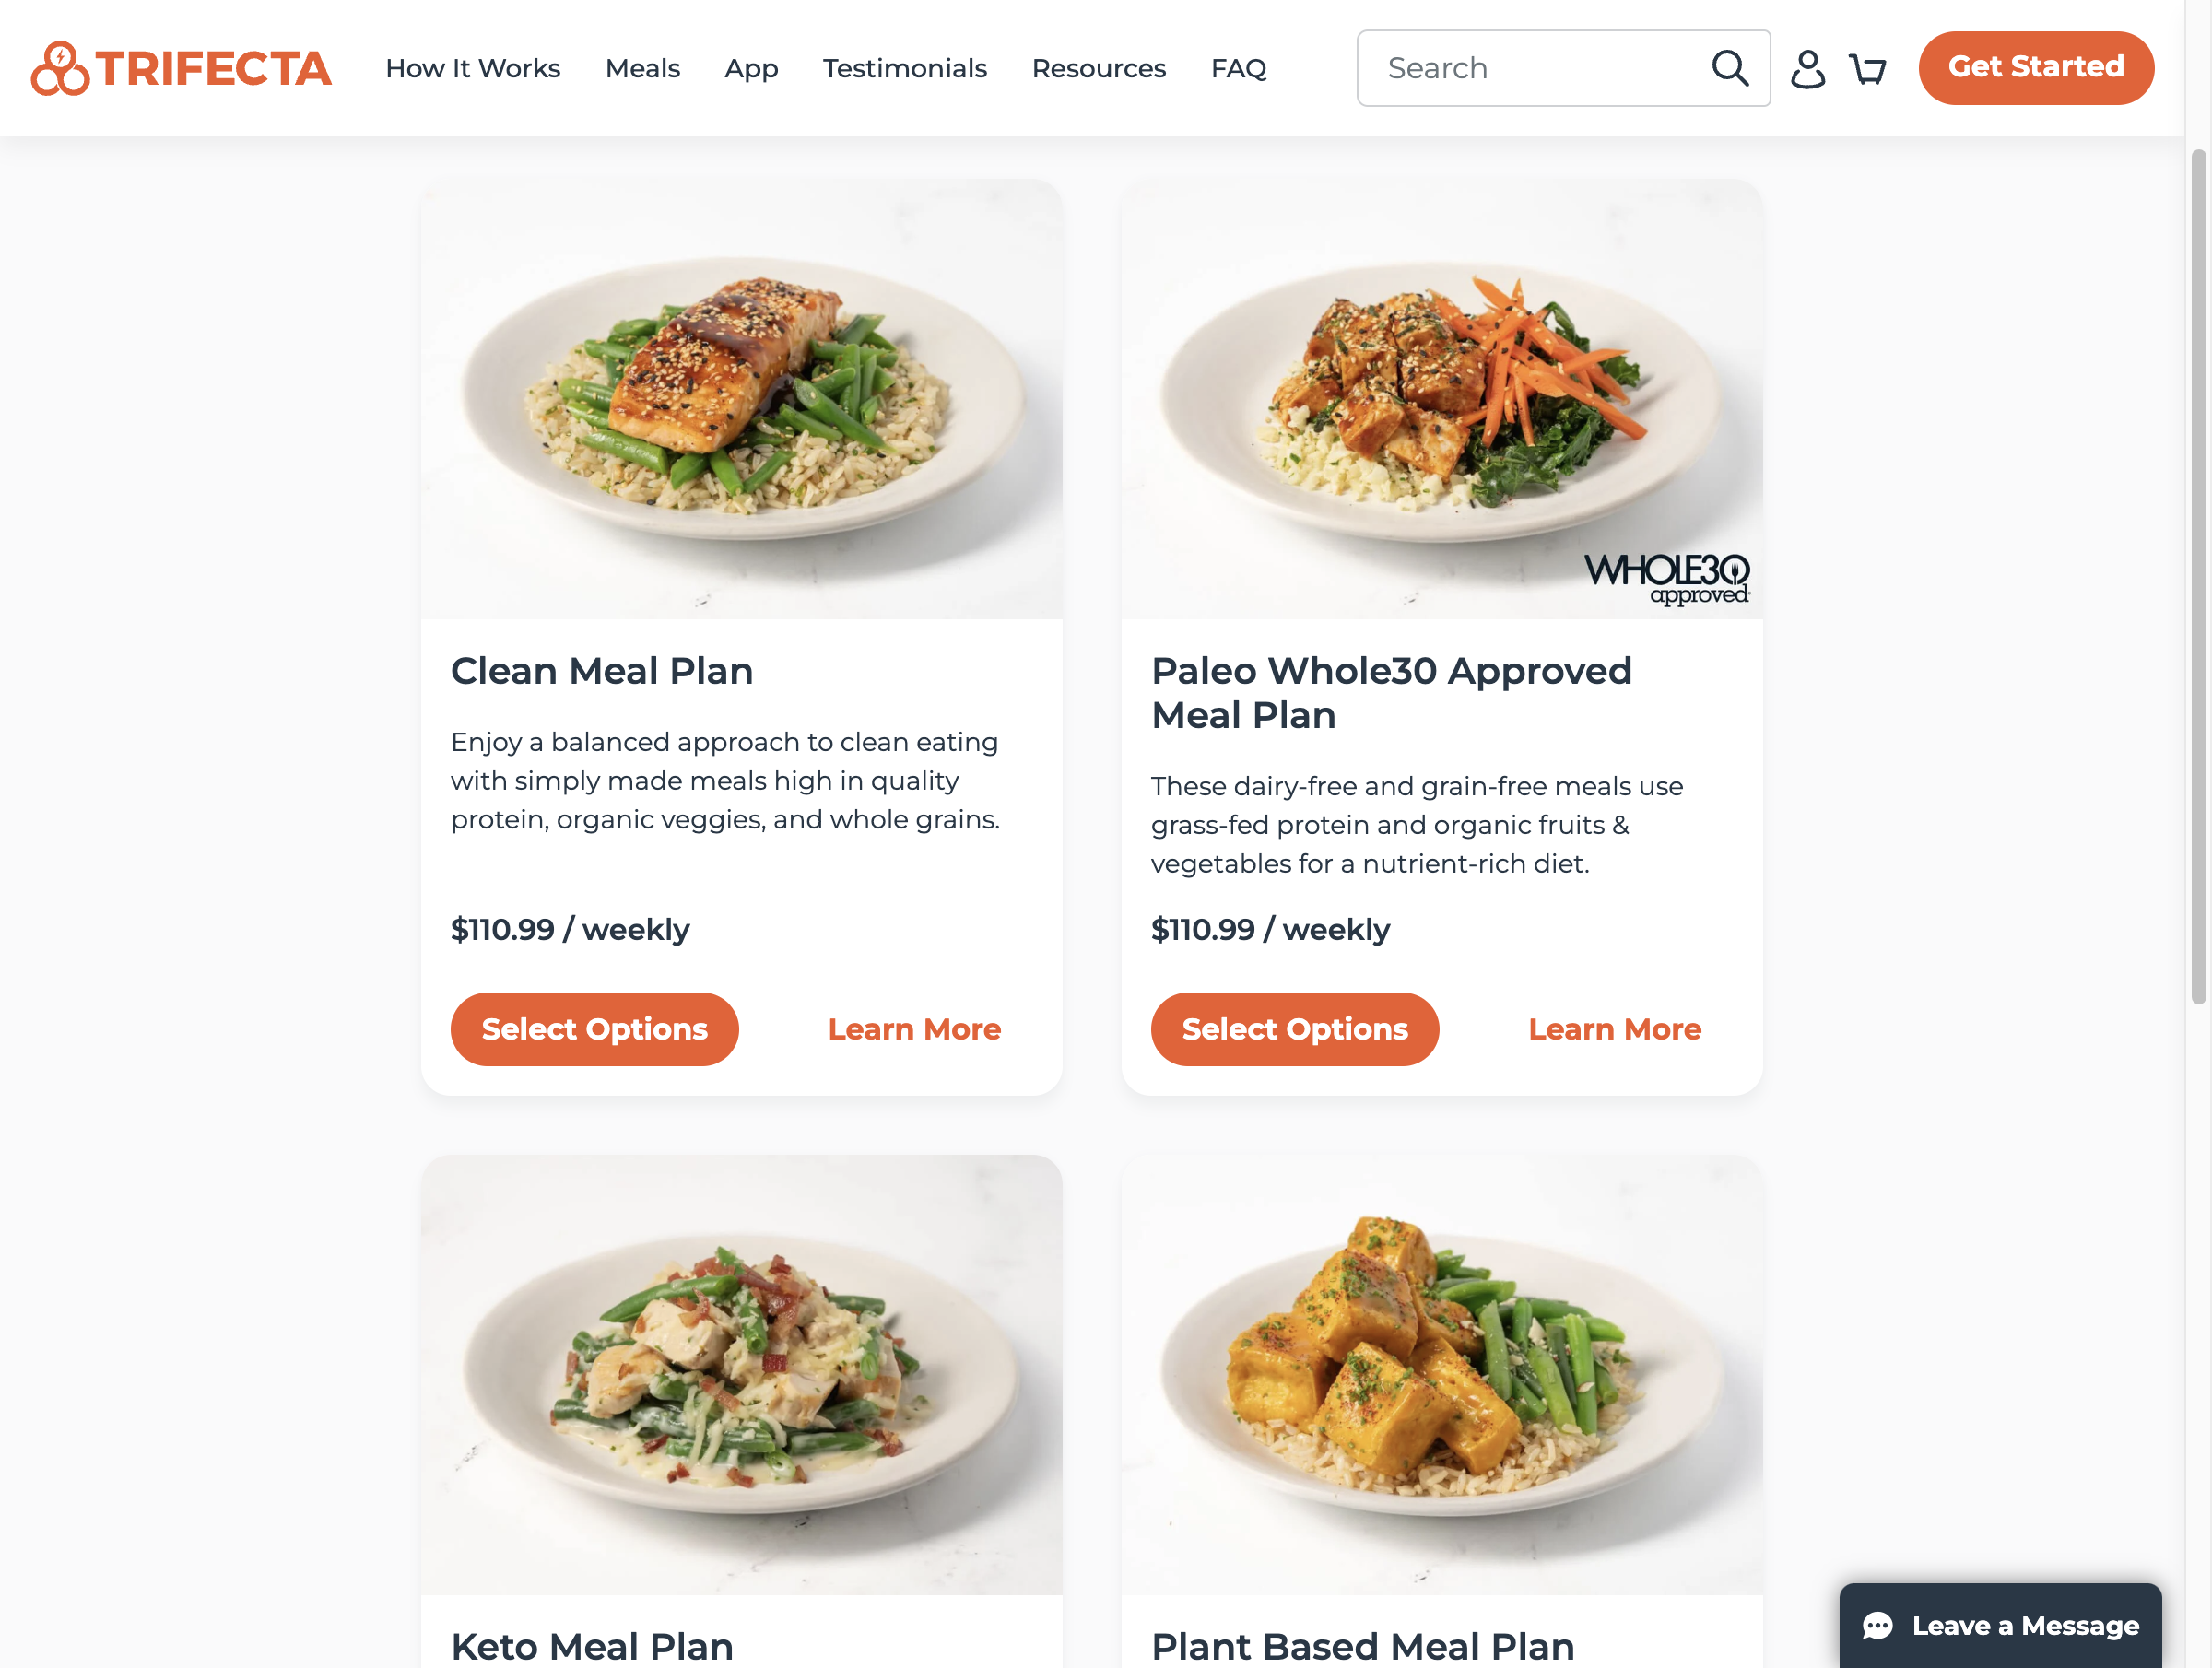 TRIFECTA
How It Works
Meals
App
Testimonials
Resources
FAQ
Search
Get Started
WHOLE30
approved
Clean Meal Plan
Enjoy a balanced approach to clean eating
with simply made meals high in quality
protein, organic veggies, and whole grains.
$110.99 / weekly
Select Options
Learn More
Paleo Whole30 Approved
Meal Plan
These dairy-free and grain-free meals use
grass-fed protein and organic fruits &
vegetables for a nutrient-rich diet.
$110.99 / weekly
Select Options
Learn More
Keto Meal Plan
Plant Based Meal Plan
Leave a Message